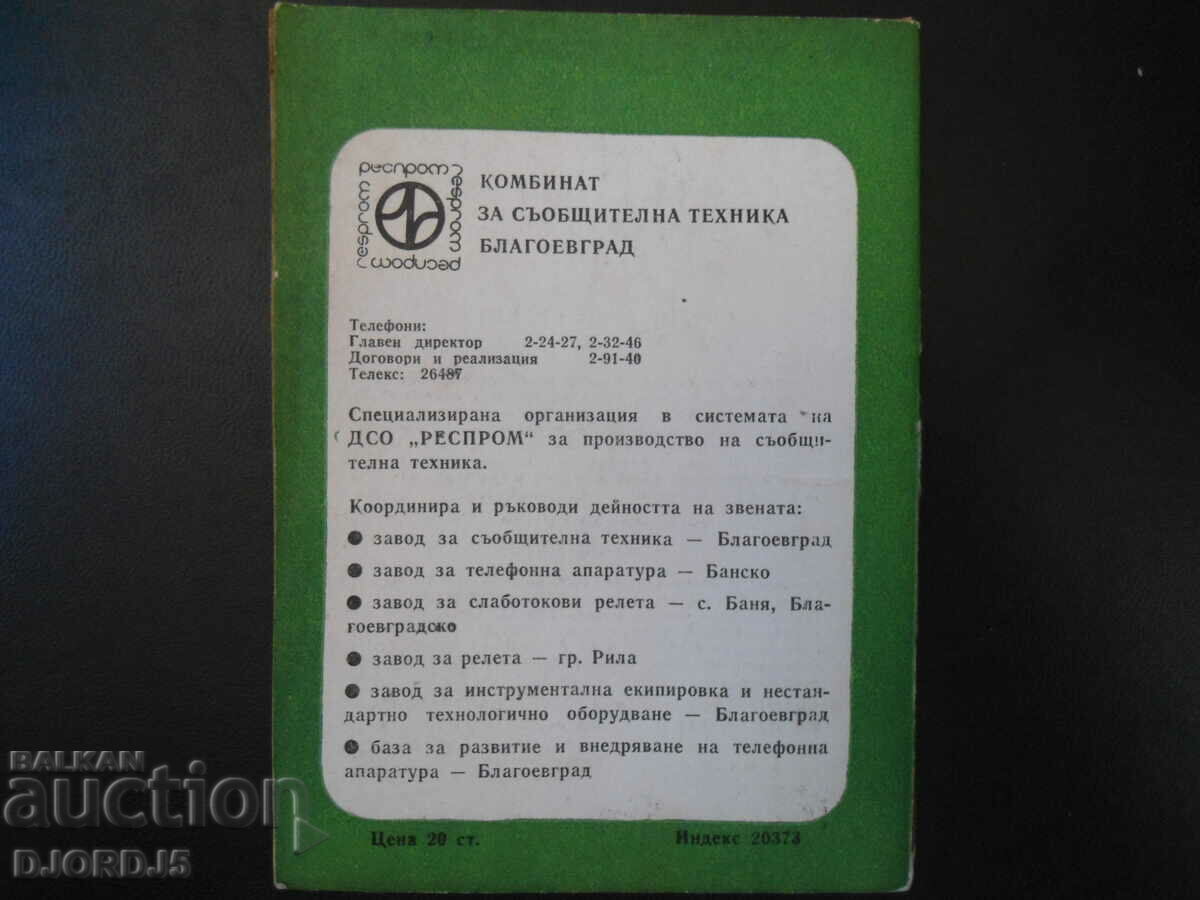 респром
respromm
респром
respromm
КОМБИНАТ
ЗА СЪОБЩИТЕЛНА ТЕХНИКА
БЛАГОЕВГРАД
Телефони:
Главен директор 2-24-27, 2-32-46
Договори и реализация 2-91-40
Телекс: 26487
Специализирана организация в системата на
ДСО „РЕСПРОМ“ за производство на съобщи-
телна техника.
Координира и ръководи дейността на звената:
● завод за съобщителна техника — Благоевград
● завод за телефонна апаратура — Банско
● завод за слаботокови релета — с. Баня, Бла-
гоевградско
● завод за релета — гр. Рила
● завод за инструментална екипировка и нестан-
дартно технологично оборудване — Благоевград
● база за развитие и внедряване на телефонна
апаратура — Благоевград
Цена 20 ст. Индекс 20373
BALKAN
auction
DJORDJ5